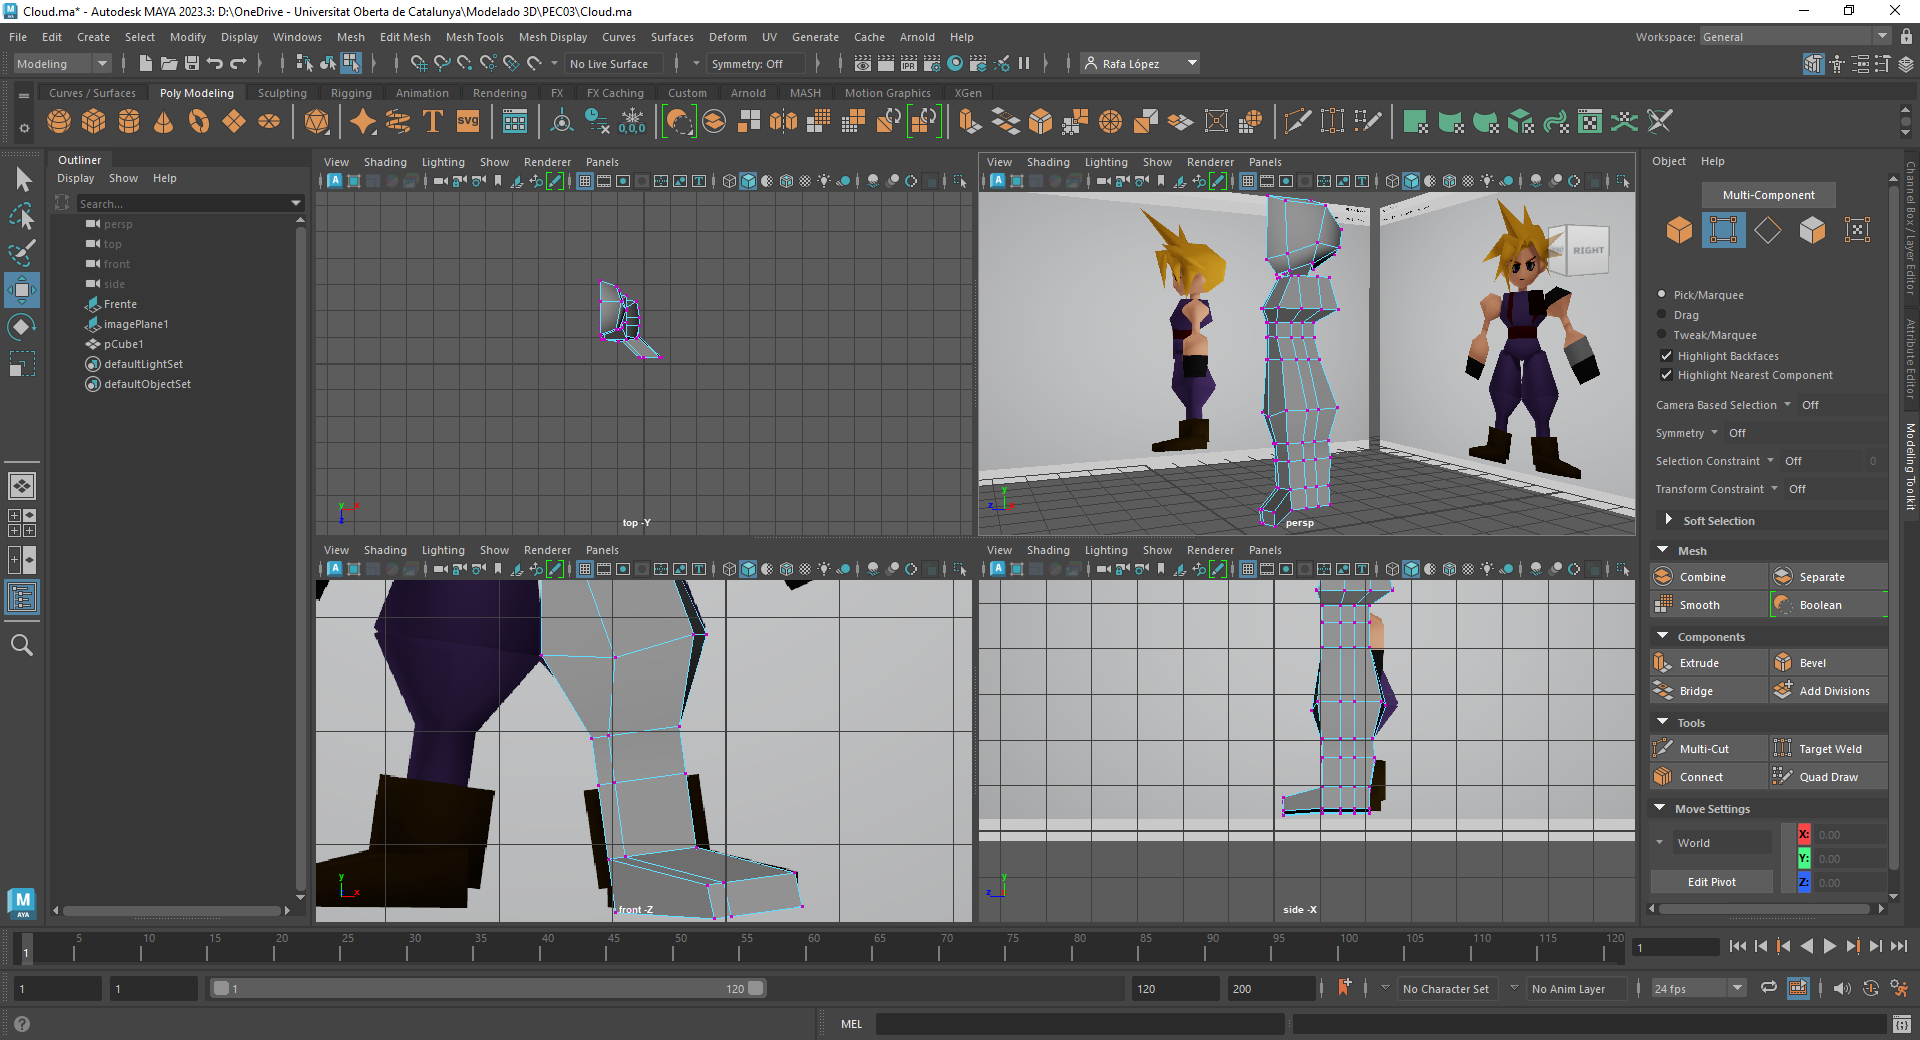 Cloud.ma* - Autodesk MAYA 2023.3: D:\OneDrive - Universitat Oberta de Catalunya\Modelado 3D\PEC03\Cloud.ma
File Edit Create Select Modify Display Windows Mesh Edit Mesh Mesh Tools Mesh Display Curves Surfaces Deform UV Generate Cache Arnold Help
Workspace: General
Modeling
No Live Surface
Symmetry: Off
IPR
Rafa López
Curves / Surfaces Poly Modeling Sculpting Rigging Animation Rendering FX FX Caching Custom Arnold MASH Motion Graphics XGen
T SVG 0,0,0
Outliner
Display Show Help
Search...
persp
top
front
side
Frente
imagePlane1
pCube1
defaultLightSet
defaultObjectSet
View Shading Lighting Show Renderer Panels
top -Y
View Shading Lighting Show Renderer Panels
RIGHT
persp
View Shading Lighting Show Renderer Panels
front -Z
View Shading Lighting Show Renderer Panels
side -X
Object Help
Multi-Component
Pick/Marquee
Drag
Tweak/Marquee
Highlight Backfaces
Highlight Nearest Component
Camera Based Selection Off
Symmetry Off
Selection Constraint Off 0
Transform Constraint Off
Soft Selection
Mesh
Combine Separate
Smooth Boolean
Components
Extrude Bevel
Bridge Add Divisions
Tools
Multi-Cut Target Weld
Connect Quad Draw
Move Settings
World
X: 0.00
Y: 0.00
Z: 0.00
Edit Pivot
Channel Box / Layer Editor
Attribute Editor
Modeling Toolkit
M
AYA
1 5 10 15 20 25 30 35 40 45 50 55 60 65 70 75 80 85 90 95 100 105 110 115 120
1
1 1 1 120 120 200
No Character Set
No Anim Layer
24 fps
MEL